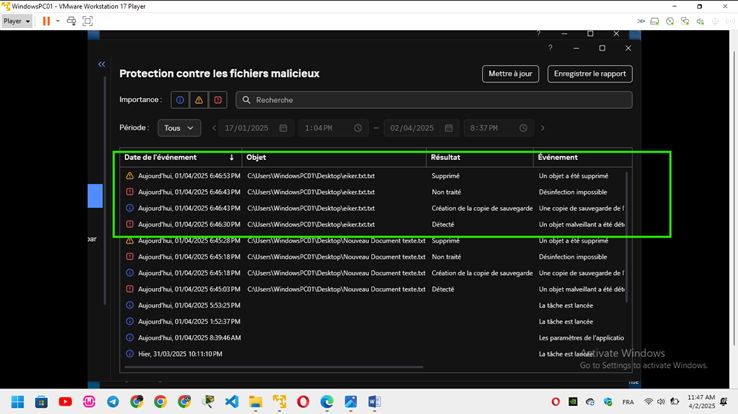 WindowsPC01 - VMware Workstation 17 Player
Player
Protection contre les fichiers malicieux
Mettre à jour
Enregistrer le rapport
Importance :
Recherche
Période :
Tous
17/01/2025
1:04 PM
—
02/04/2025
8:37 PM
Date de l'événement ↓ Objet Résultat Événement
Aujourd'hui, 01/04/2025 6:46:53 PM C:\Users\WindowsPC01\Desktop\eiker.txt.txt Supprimé Un objet a été supprimé
Aujourd'hui, 01/04/2025 6:46:43 PM C:\Users\WindowsPC01\Desktop\eiker.txt.txt Non traité Désinfection impossible
Aujourd'hui, 01/04/2025 6:46:43 PM C:\Users\WindowsPC01\Desktop\eiker.txt.txt Création de la copie de sauvegarde Une copie de sauvegarde de l
Aujourd'hui, 01/04/2025 6:46:30 PM C:\Users\WindowsPC01\Desktop\eiker.txt.txt Détecté Un objet malveillant a été dét
par
Aujourd'hui, 01/04/2025 6:45:28 PM C:\Users\WindowsPC01\Desktop\Nouveau Document texte.txt Supprimé Un objet a été supprimé
Aujourd'hui, 01/04/2025 6:45:18 PM C:\Users\WindowsPC01\Desktop\Nouveau Document texte.txt Non traité Désinfection impossible
Aujourd'hui, 01/04/2025 6:45:18 PM C:\Users\WindowsPC01\Desktop\Nouveau Document texte.txt Création de la copie de sauvegarde Une copie de sauvegarde de l
Aujourd'hui, 01/04/2025 6:45:03 PM C:\Users\WindowsPC01\Desktop\Nouveau Document texte.txt Détecté Un objet malveillant a été dét
Aujourd'hui, 01/04/2025 5:53:25 PM La tâche est lancée
Aujourd'hui, 01/04/2025 1:52:37 PM La tâche est lancée
Aujourd'hui, 01/04/2025 8:39:46 AM Les paramètres de l'applicatio
Hier, 31/03/2025 10:11:10 PM La tâche est lancée
Activate Windows
Go to Settings to activate Windows.
FRA
11:47 AM
4/2/2025